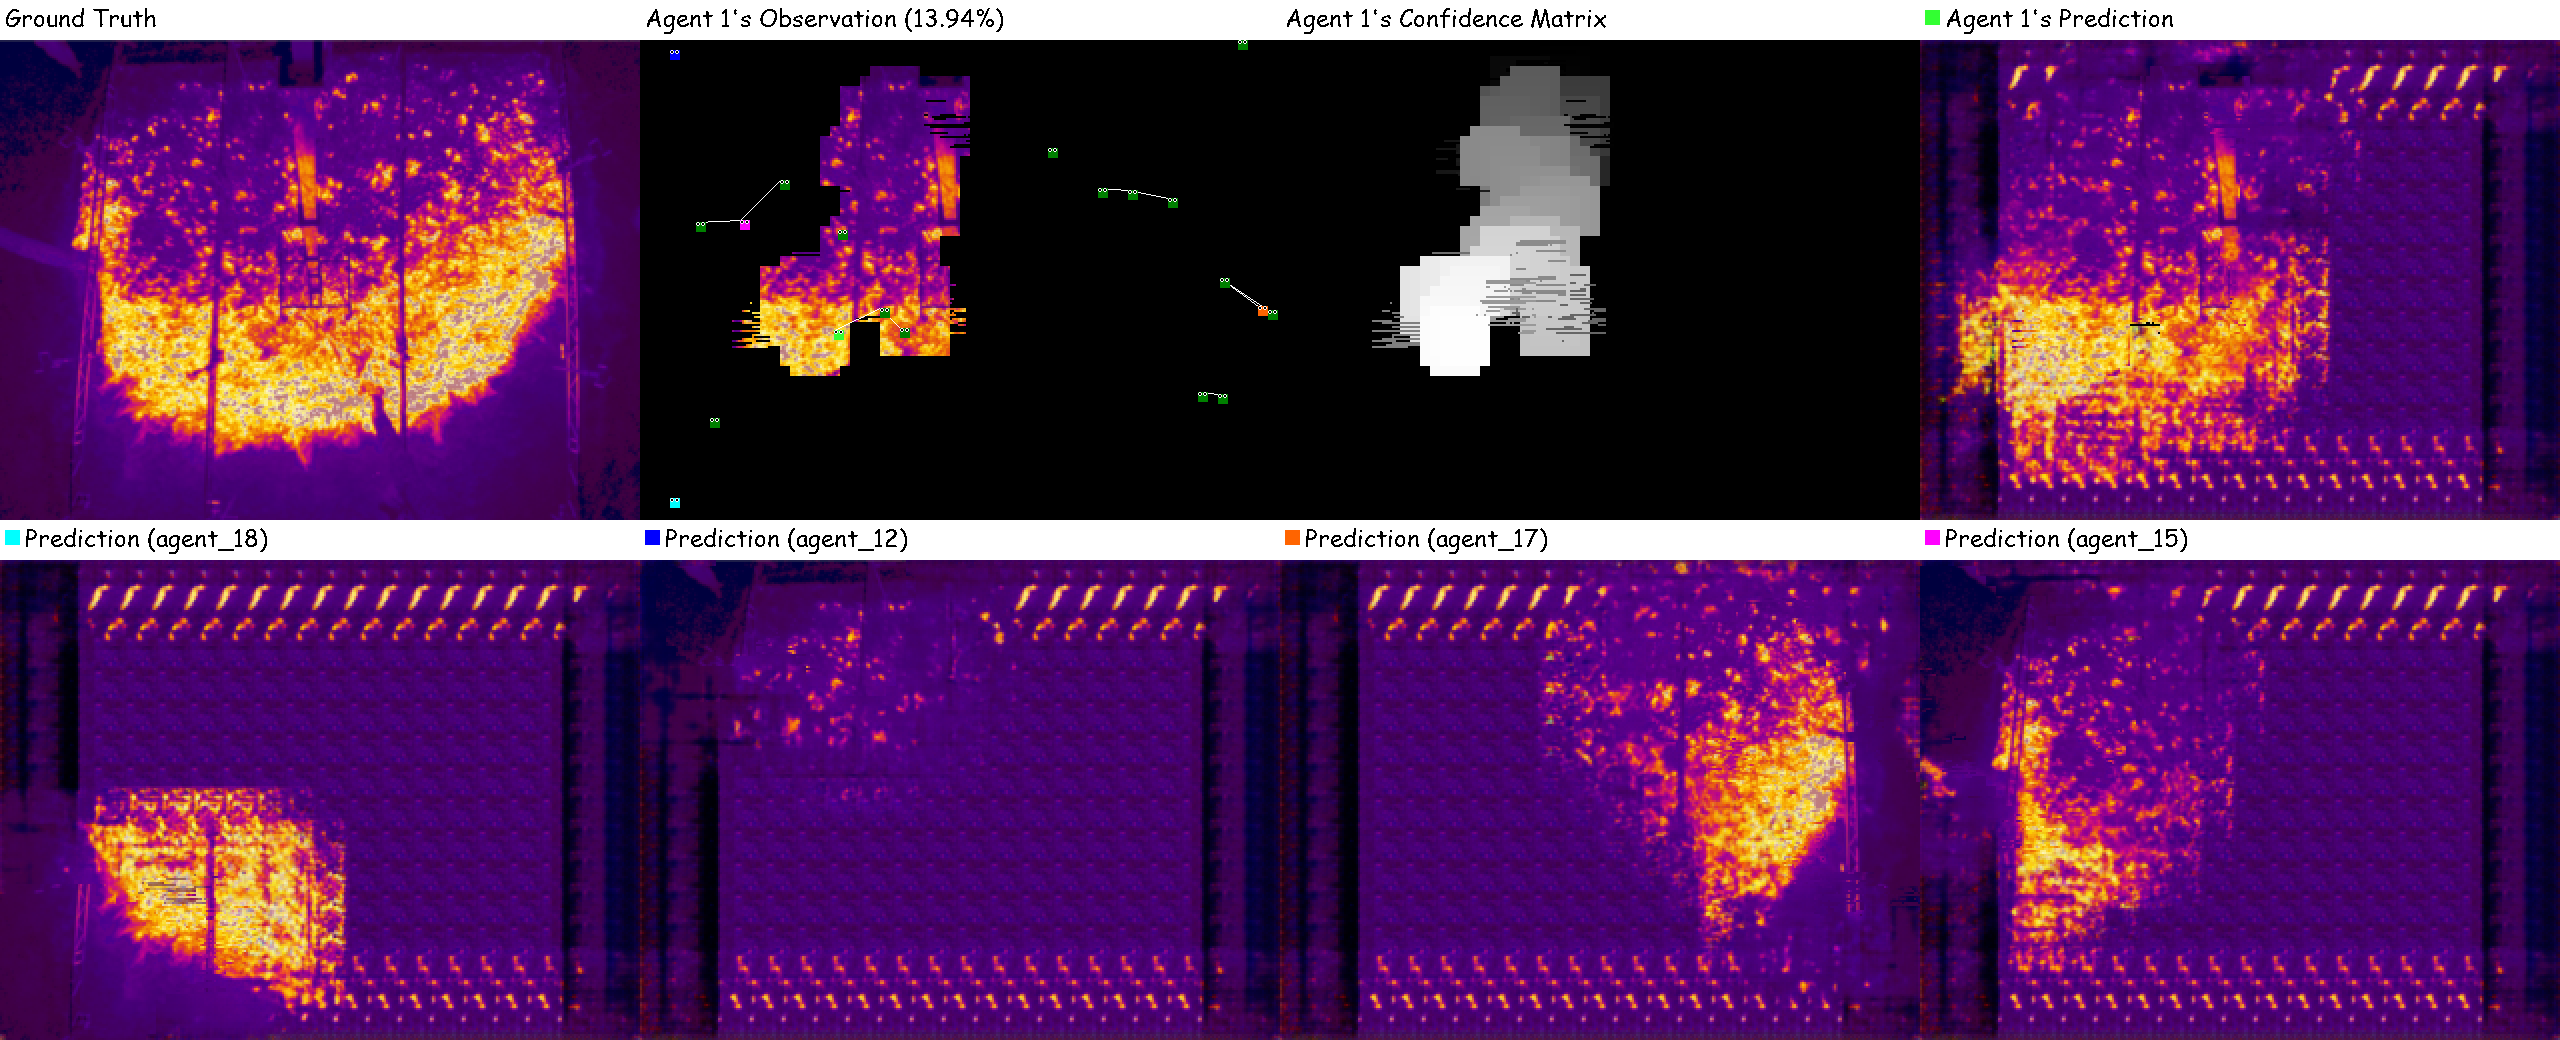 Ground Truth
Agent 1's Observation (13.94%)
Agent 1's Confidence Matrix
Agent 1's Prediction
Prediction (agent_18)
Prediction (agent_12)
Prediction (agent_17)
Prediction (agent_15)